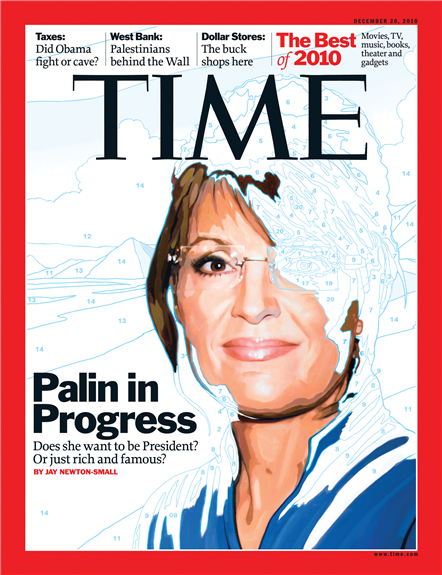 DECEMBER 20, 2010
Taxes:
Did Obama
fight or cave?
West Bank:
Palestinians
behind the Wall
Dollar Stores:
The buck
shops here
The Best
of 2010
Movies, TV,
music, books,
theater and
gadgets
TIME
Palin in
Progress
Does she want to be President?
Or just rich and famous?
BY JAY NEWTON-SMALL
www.time.com